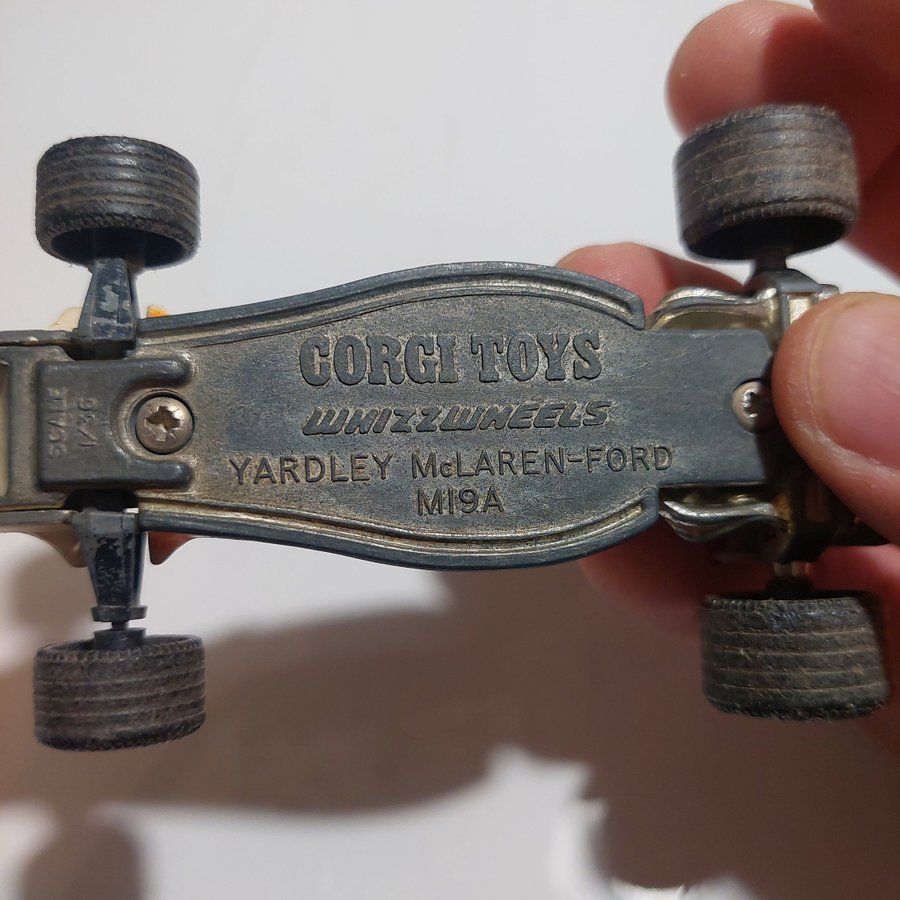 SCALE
1/36
CORGI TOYS
WHIZZWHEELS
YARDLEY McLAREN-FORD
M19A